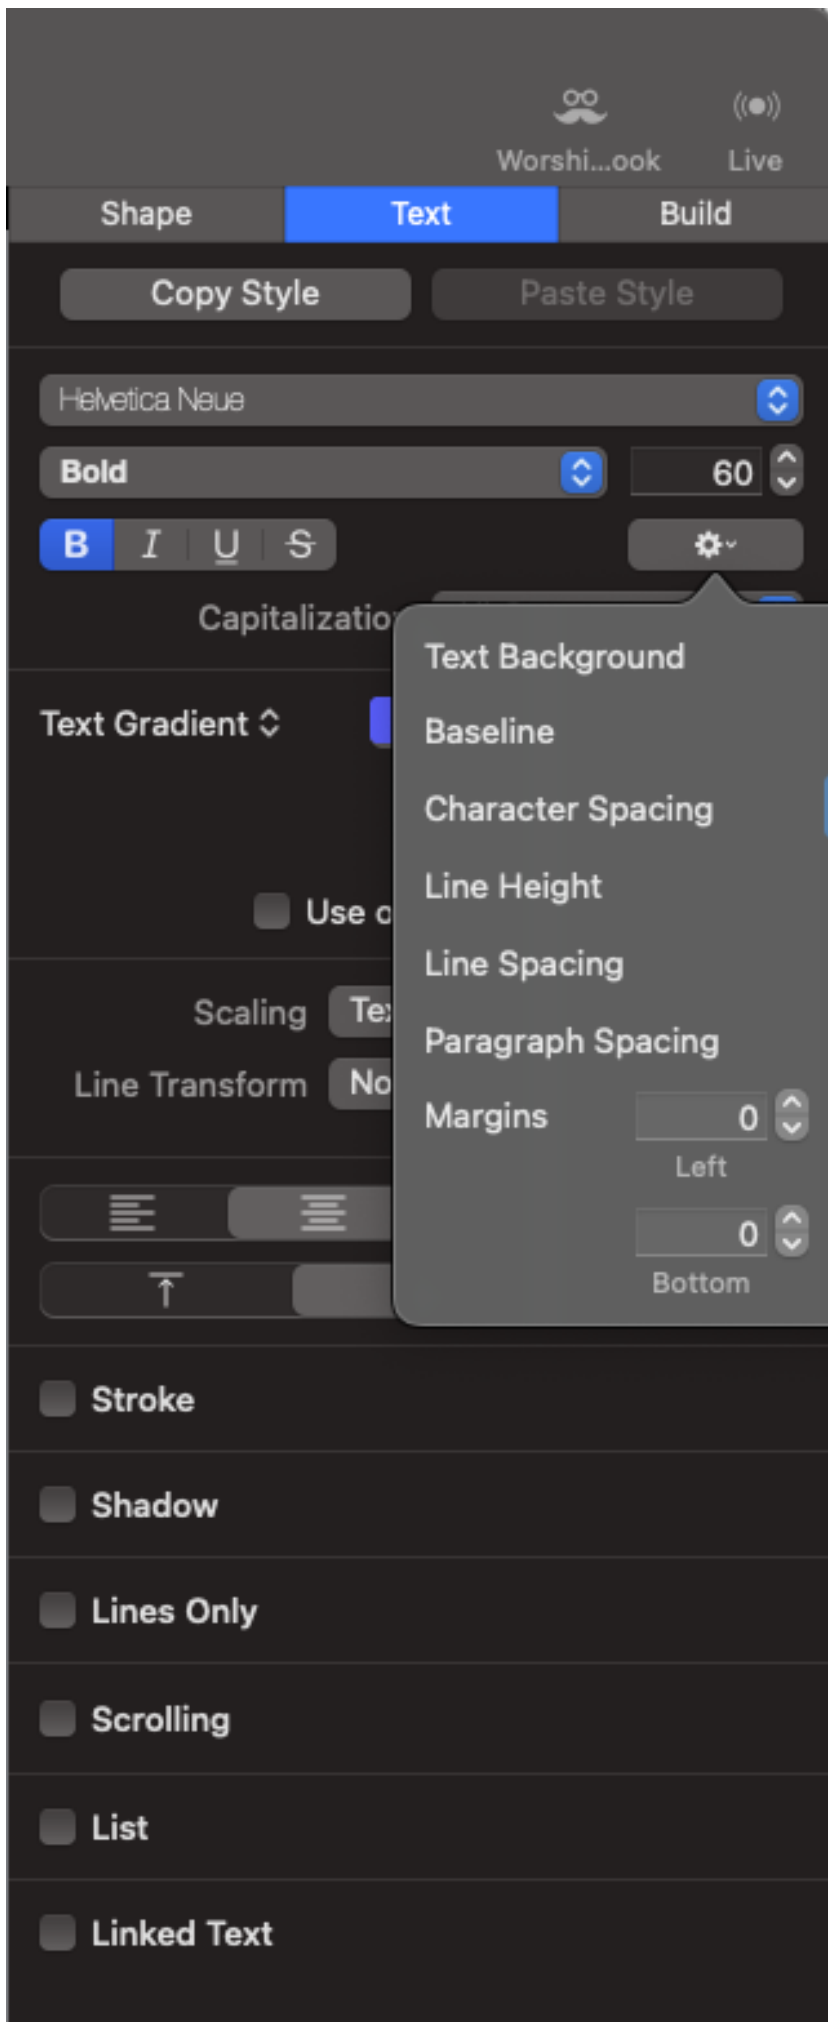 Worshi...ook Live
Shape Text Build
Copy Style Paste Style
Helvetica Neue
Bold 60
B I U S
Capitalizatio
Text Background
Text Gradient
Baseline
Character Spacing
Line Height
Use
Line Spacing
Scaling
Paragraph Spacing
Line Transform
Margins 0
Left
0
Bottom
Stroke
Shadow
Lines Only
Scrolling
List
Linked Text